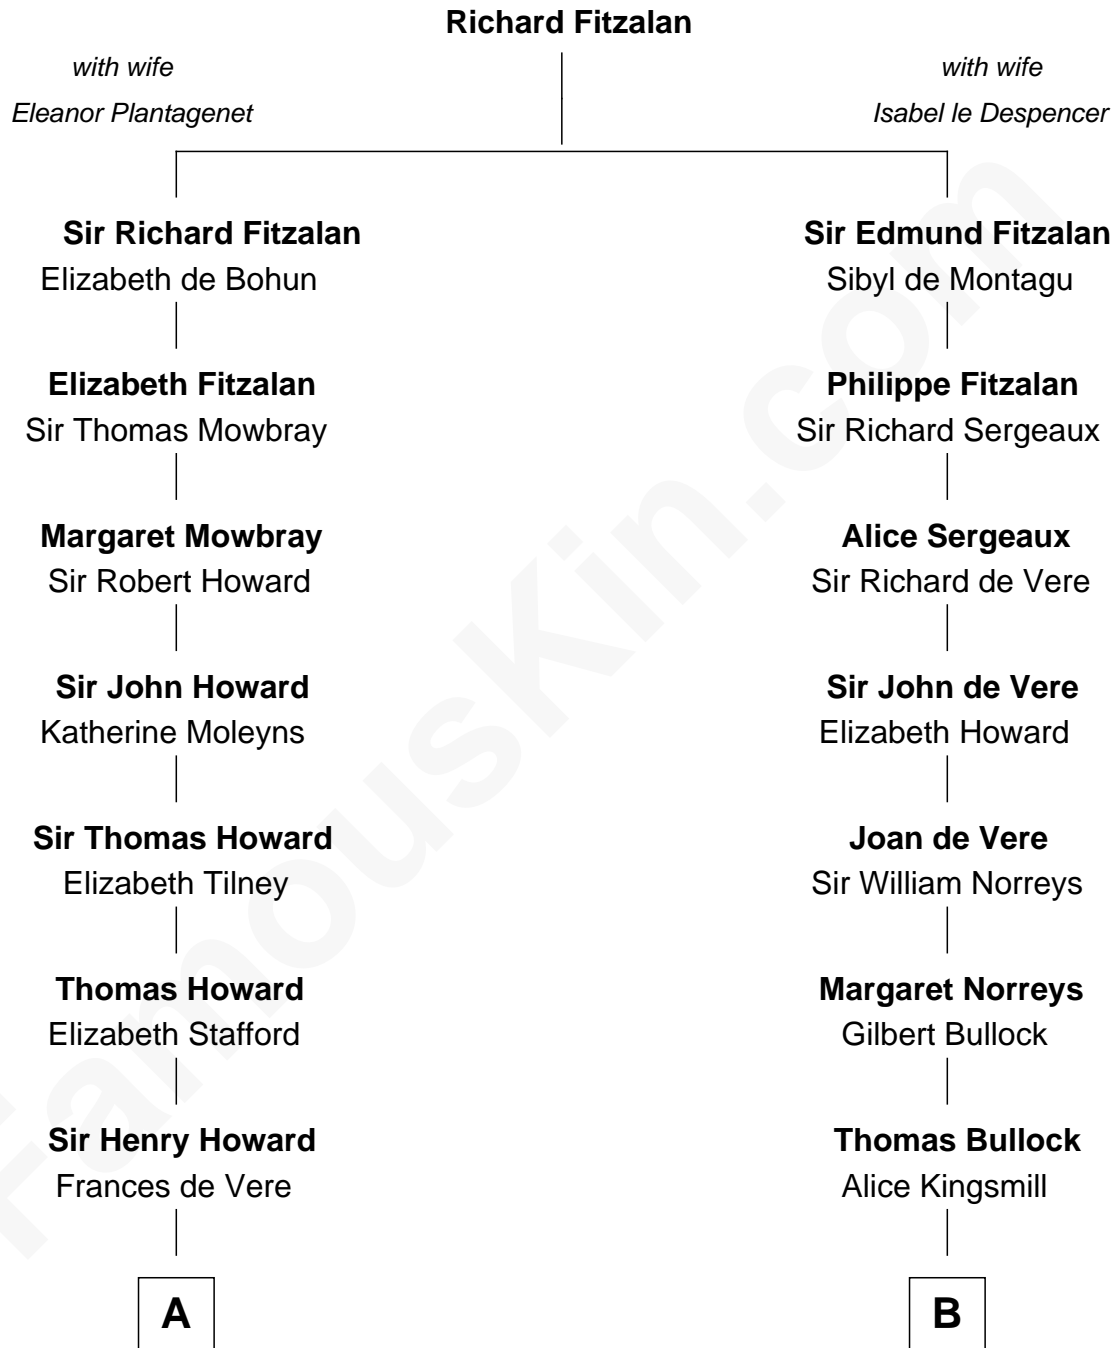 Richard Fitzalan
with wife
Eleanor Plantagenet
with wife
Isabel le Despencer
Sir Richard Fitzalan
Elizabeth de Bohun
Sir Edmund Fitzalan
Sibyl de Montagu
Elizabeth Fitzalan
Sir Thomas Mowbray
Philippe Fitzalan
Sir Richard Sergeaux
Margaret Mowbray
Sir Robert Howard
Alice Sergeaux
Sir Richard de Vere
Sir John Howard
Katherine Moleyns
Sir John de Vere
Elizabeth Howard
Sir Thomas Howard
Elizabeth Tilney
Joan de Vere
Sir William Norreys
Thomas Howard
Elizabeth Stafford
Margaret Norreys
Gilbert Bullock
Sir Henry Howard
Frances de Vere
Thomas Bullock
Alice Kingsmill
A
B
FamousKin.com